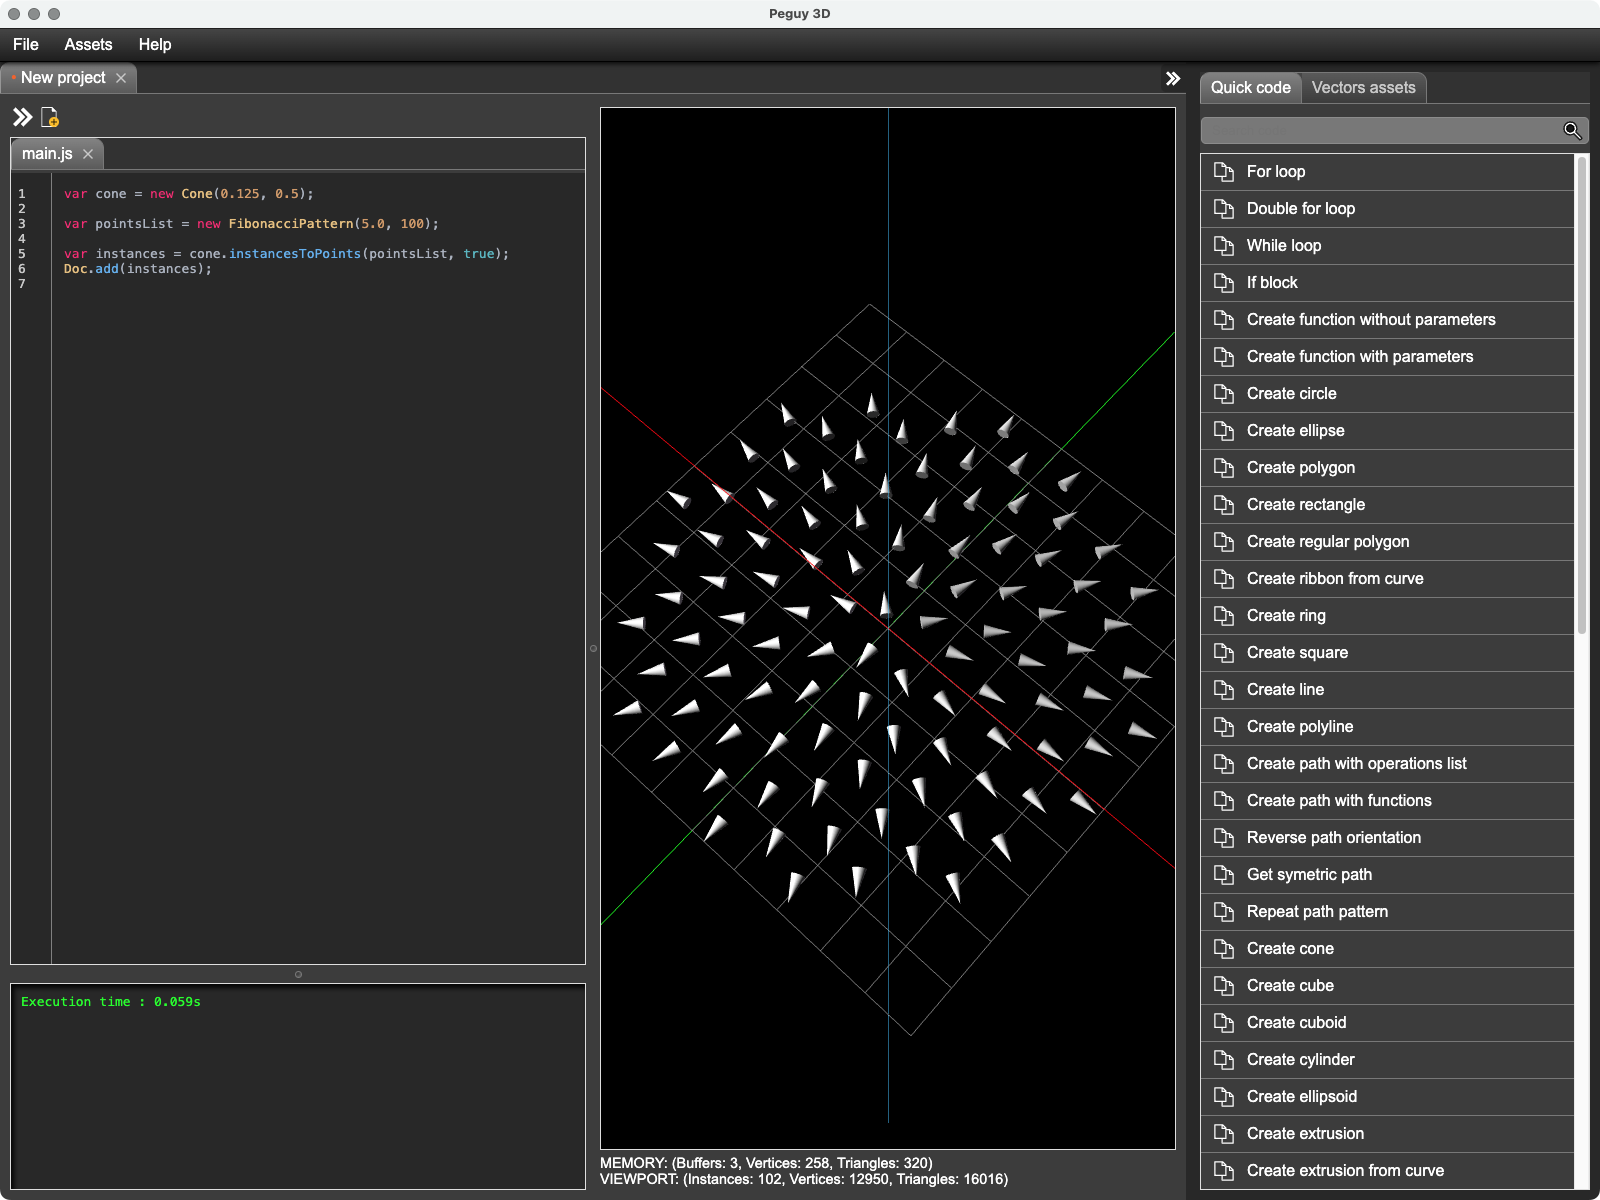 Peguy 3D
File Assets Help
New project
main.js
1 var cone = new Cone(0.125, 0.5);
2
3 var pointsList = new FibonacciPattern(5.0, 100);
4
5 var instances = cone.instancesToPoints(pointsList, true);
6 Doc.add(instances);
7
Execution time : 0.059s
MEMORY: (Buffers: 3, Vertices: 258, Triangles: 320)
VIEWPORT: (Instances: 102, Vertices: 12950, Triangles: 16016)
Quick code Vectors assets
For loop
Double for loop
While loop
If block
Create function without parameters
Create function with parameters
Create circle
Create ellipse
Create polygon
Create rectangle
Create regular polygon
Create ribbon from curve
Create ring
Create square
Create line
Create polyline
Create path with operations list
Create path with functions
Reverse path orientation
Get symetric path
Repeat path pattern
Create cone
Create cube
Create cuboid
Create cylinder
Create ellipsoid
Create extrusion
Create extrusion from curve